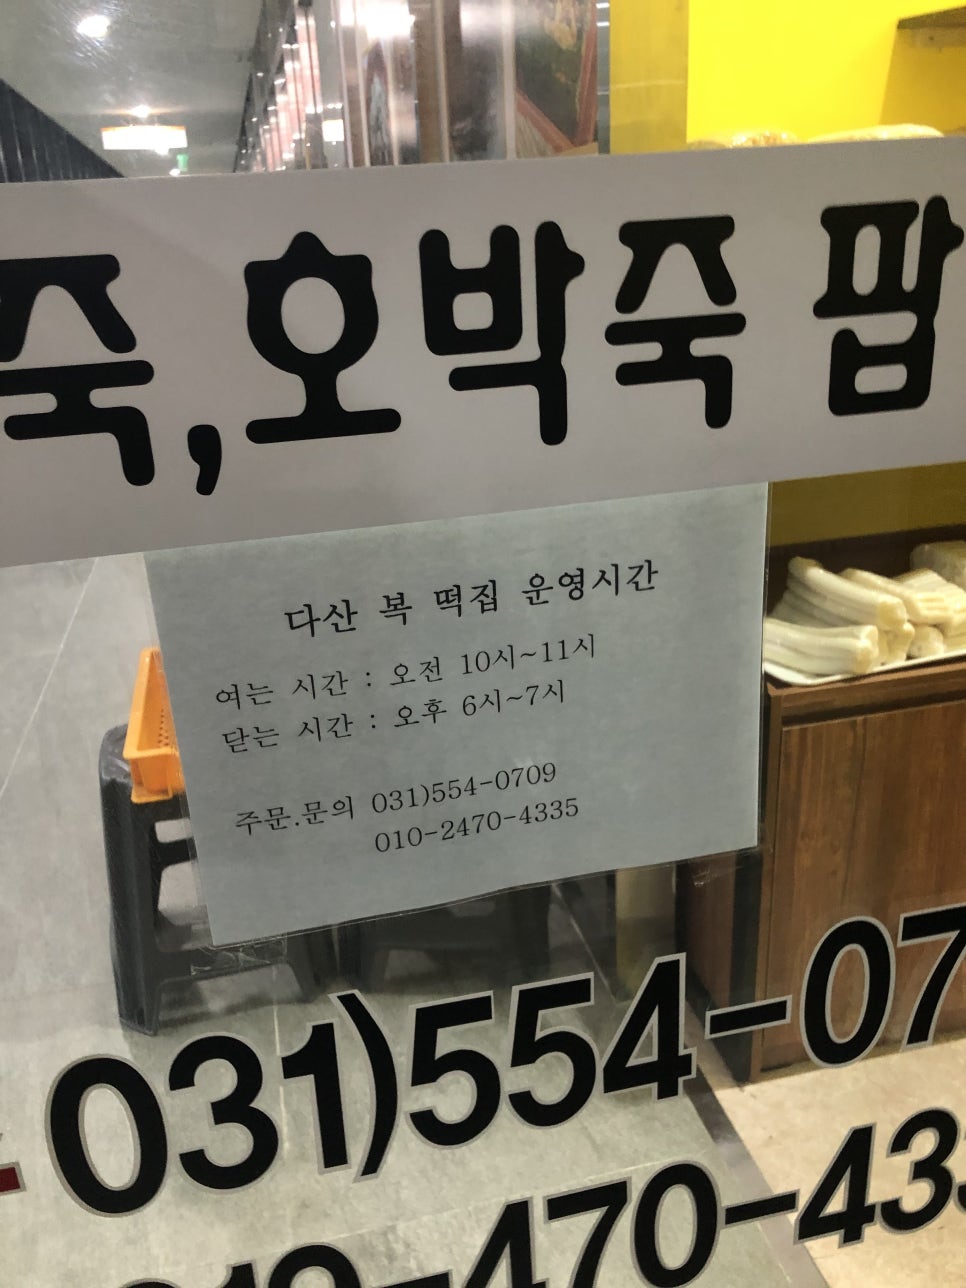 죽,호박죽 팝
다산 복 떡집 운영시간
여는 시간 : 오전 10시~11시
닫는 시간 : 오후 6시~7시
주문.문의 031)554-0709
010-2470-4335
031)554-07
-470-433